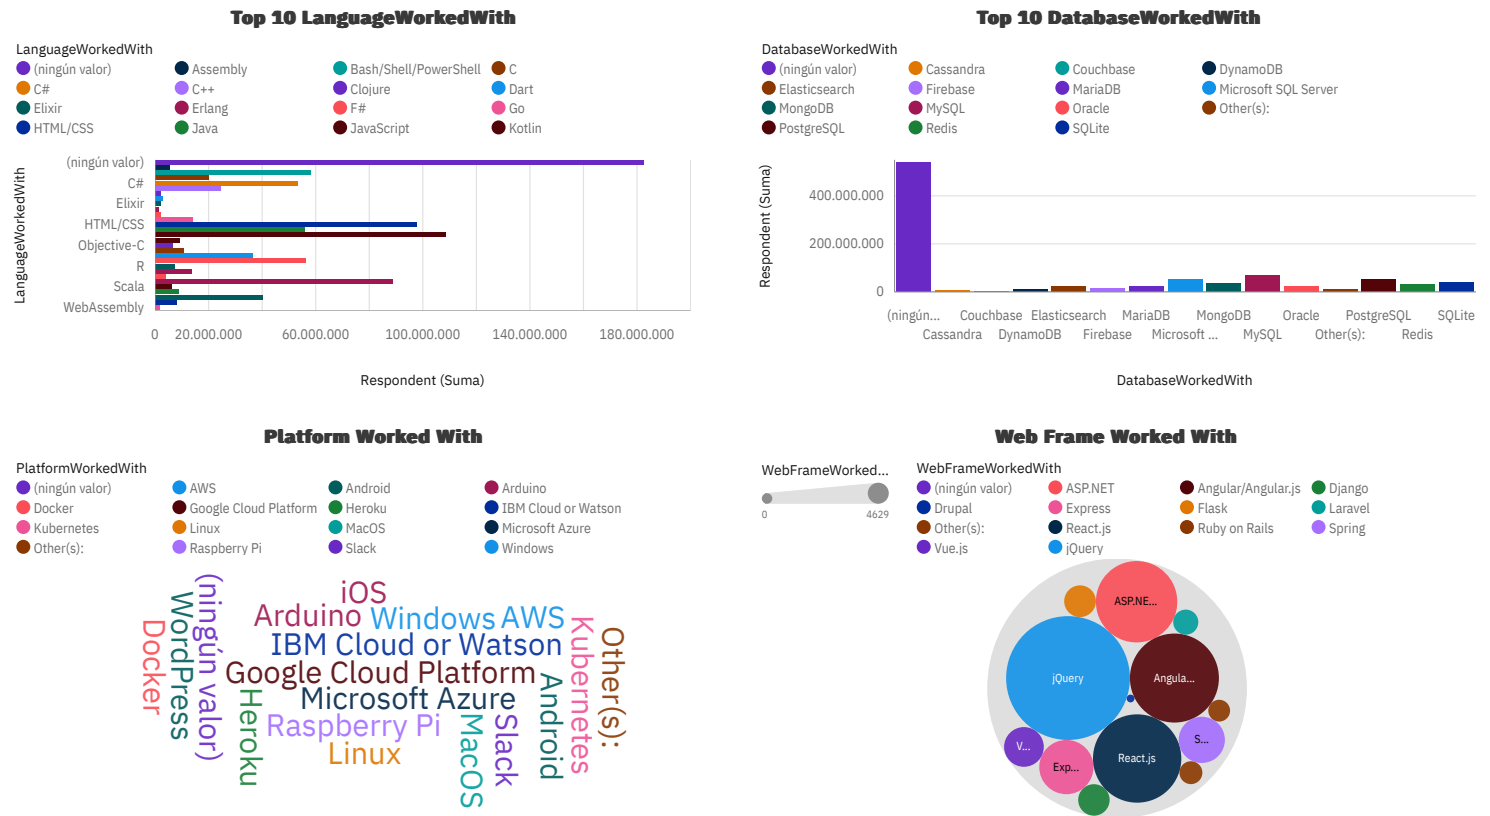 Top 10 LanguageWorkedWith
LanguageWorkedWith
(ningún valor) Assembly Bash/Shell/PowerShell C
C# C++ Clojure Dart
Elixir Erlang F# Go
HTML/CSS Java JavaScript Kotlin
LanguageWorkedWith
(ningún valor)
C#
Elixir
HTML/CSS
Objective-C
R
Scala
WebAssembly
0 20.000.000 60.000.000 100.000.000 140.000.000 180.000.000
Respondent (Suma)
Top 10 DatabaseWorkedWith
DatabaseWorkedWith
(ningún valor) Cassandra Couchbase DynamoDB
Elasticsearch Firebase MariaDB Microsoft SQL Server
MongoDB MySQL Oracle Other(s):
PostgreSQL Redis SQLite
Respondent (Suma)
400.000.000
200.000.000
0
(ningún... Couchbase Elasticsearch MariaDB MongoDB Oracle PostgreSQL SQLite
Cassandra DynamoDB Firebase Microsoft ... MySQL Other(s): Redis
DatabaseWorkedWith
Platform Worked With
PlatformWorkedWith
(ningún valor) AWS Android Arduino
Docker Google Cloud Platform Heroku IBM Cloud or Watson
Kubernetes Linux MacOS Microsoft Azure
Other(s): Raspberry Pi Slack Windows
iOS
Arduino Windows AWS
IBM Cloud or Watson
Google Cloud Platform
Microsoft Azure
Raspberry Pi
Linux
Docker
WordPress
(ningún valor)
Heroku
MacOS
Slack
Android
Kubernetes
Other(s):
Web Frame Worked With
WebFrameWorked...
0 4629
WebFrameWorkedWith
(ningún valor) ASP.NET Angular/Angular.js Django
Drupal Express Flask Laravel
Other(s): React.js Ruby on Rails Spring
Vue.js jQuery
ASP.NE...
jQuery
Angula...
V...
Exp...
React.js
S...